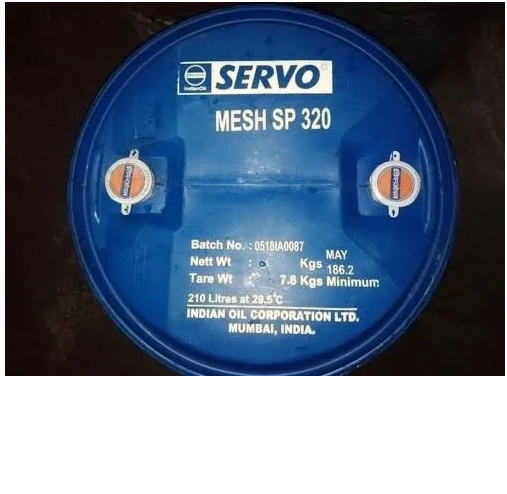 SERVO
IndianOil
MESH SP 320
Batch No. : 0518IA0087
MAY
Nett Wt : Kgs 186.2
Tare Wt 7.8 Kgs Minimum
210 Litres at 29.5°C
INDIAN OIL CORPORATION LTD.
MUMBAI, INDIA.